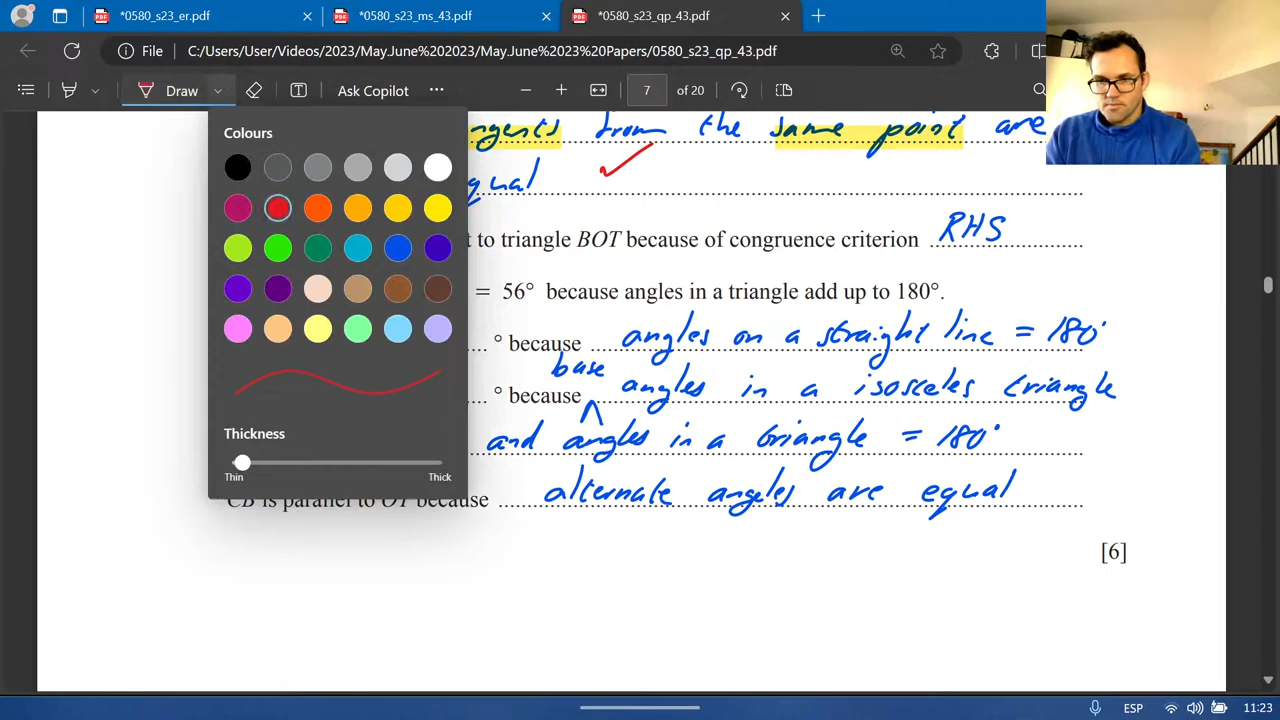 *0580_s23_er.pdf
*0580_s23_ms_43.pdf
*0580_s23_qp_43.pdf
File
C:/Users/User/Videos/2023/May.June%202023/May.June%2023%20Papers/0580_s23_qp_43.pdf
Draw
Ask Copilot
7 of 20
Colours
Thickness
Thin
Thick
ngents from the same point are
qual
t to triangle BOT because of congruence criterion RHS
= 56° because angles in a triangle add up to 180°.
° because angles on a straight line = 180°
° because base angles in a isosceles triangle
and angles in a triangle = 180°
CB is parallel to OT because alternate angeles are equal
[6]
ESP
11:23